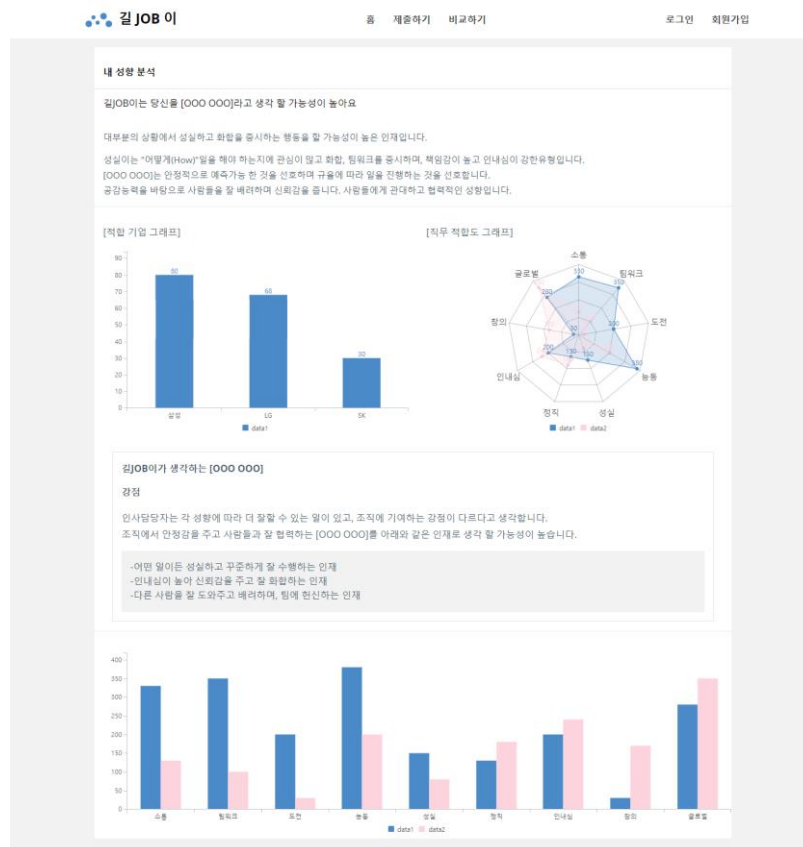 길 JOB 이
홈 제출하기 비교하기
로그인 회원가입
내 성향 분석
길JOB이는 당신을 [OOO OOO]라고 생각 할 가능성이 높아요
대부분의 상황에서 성실하고 화합을 중시하는 행동을 할 가능성이 높은 인재입니다.
성실이는 "어떻게(How)"일을 해야 하는지에 관심이 많고 화합, 팀워크를 중시하며, 책임감이 높고 인내심이 강한유형입니다.
[OOO OOO]는 안정적으로 예측가능 한 것을 선호하며 규율에 따라 일을 진행하는 것을 선호합니다.
공감능력을 바탕으로 사람들을 잘 배려하며 신뢰감을 줍니다. 사람들에게 관대하고 협력적인 성향입니다.
[적합 기업 그래프]
90
80
70
60
50
40
30
20
10
0
80
68
30
삼성 LG SK
data1
[직무 적합도 그래프]
소통
팀워크
도전
능동
성실
정직
인내심
창의
글로벌
330
350
200
380
150
130
200
30
280
data1 data2
길JOB이가 생각하는 [OOO OOO]
강점
인사담당자는 각 성향에 따라 더 잘할 수 있는 일이 있고, 조직에 기여하는 강점이 다르다고 생각합니다.
조직에서 안정감을 주고 사람들과 잘 협력하는 [OOO OOO]를 아래와 같은 인재로 생각 할 가능성이 높습니다.
-어떤 일이든 성실하고 꾸준하게 잘 수행하는 인재
-인내심이 높아 신뢰감을 주고 잘 화합하는 인재
-다른 사람을 잘 도와주고 배려하며, 팀에 헌신하는 인재
400
350
300
250
200
150
100
50
0
소통 팀워크 도전 능동 성실 정직 인내심 창의 글로벌
data1 data2